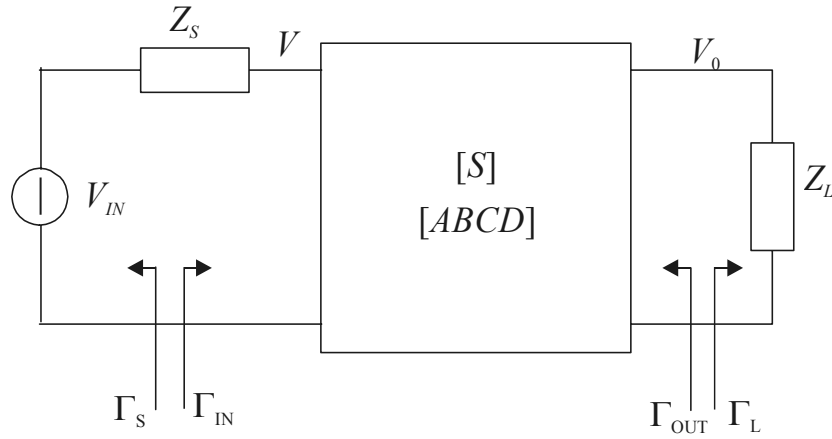 Z_S
V
V_0
V_IN
[S]
[ABCD]
Z_L
Γ_S
Γ_IN
Γ_OUT
Γ_L